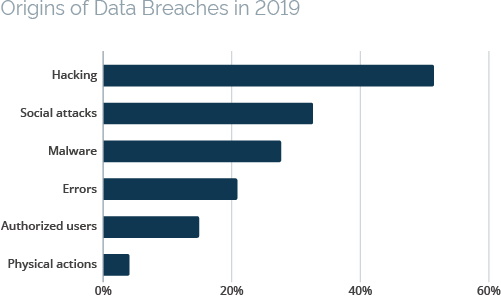 Origins of Data Breaches in 2019
Hacking
Social attacks
Malware
Errors
Authorized users
Physical actions
0% 20% 40% 60%